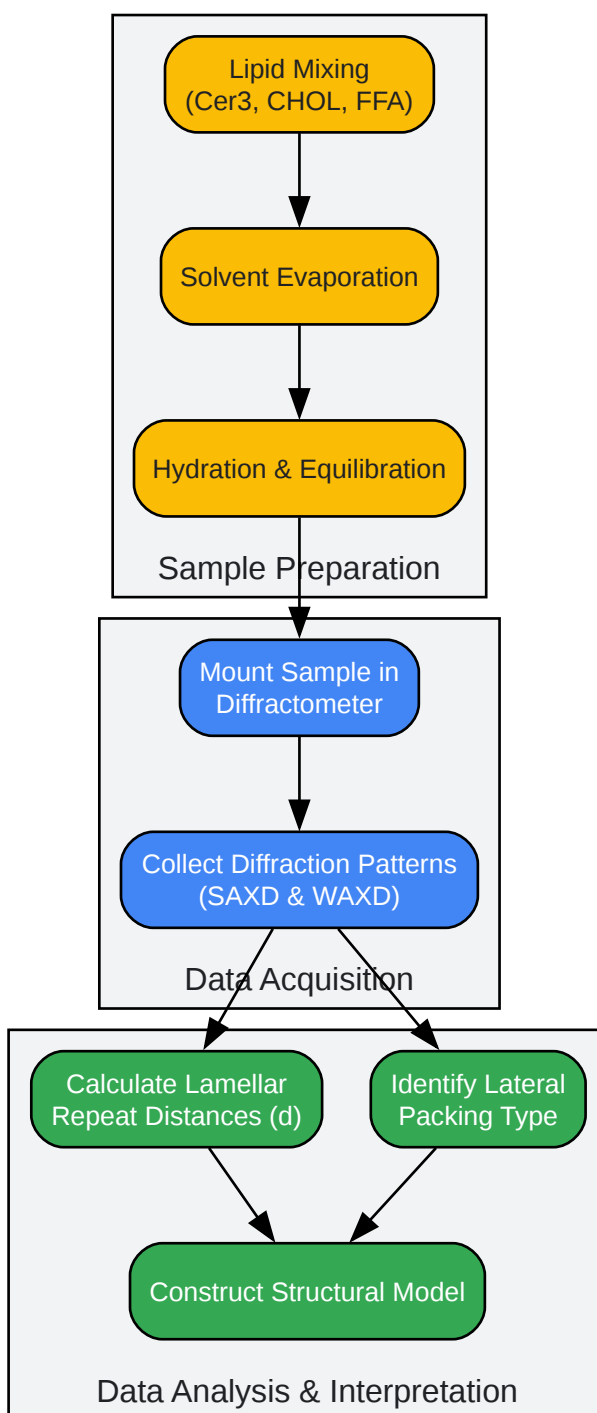 Lipid Mixing
(Cer3, CHOL, FFA)
Solvent Evaporation
Hydration & Equilibration
Sample Preparation
Mount Sample in
Diffractometer
Collect Diffraction Patterns
(SAXD & WAXD)
Data Acquisition
Calculate Lamellar
Repeat Distances (d)
Identify Lateral
Packing Type
Construct Structural Model
Data Analysis & Interpretation